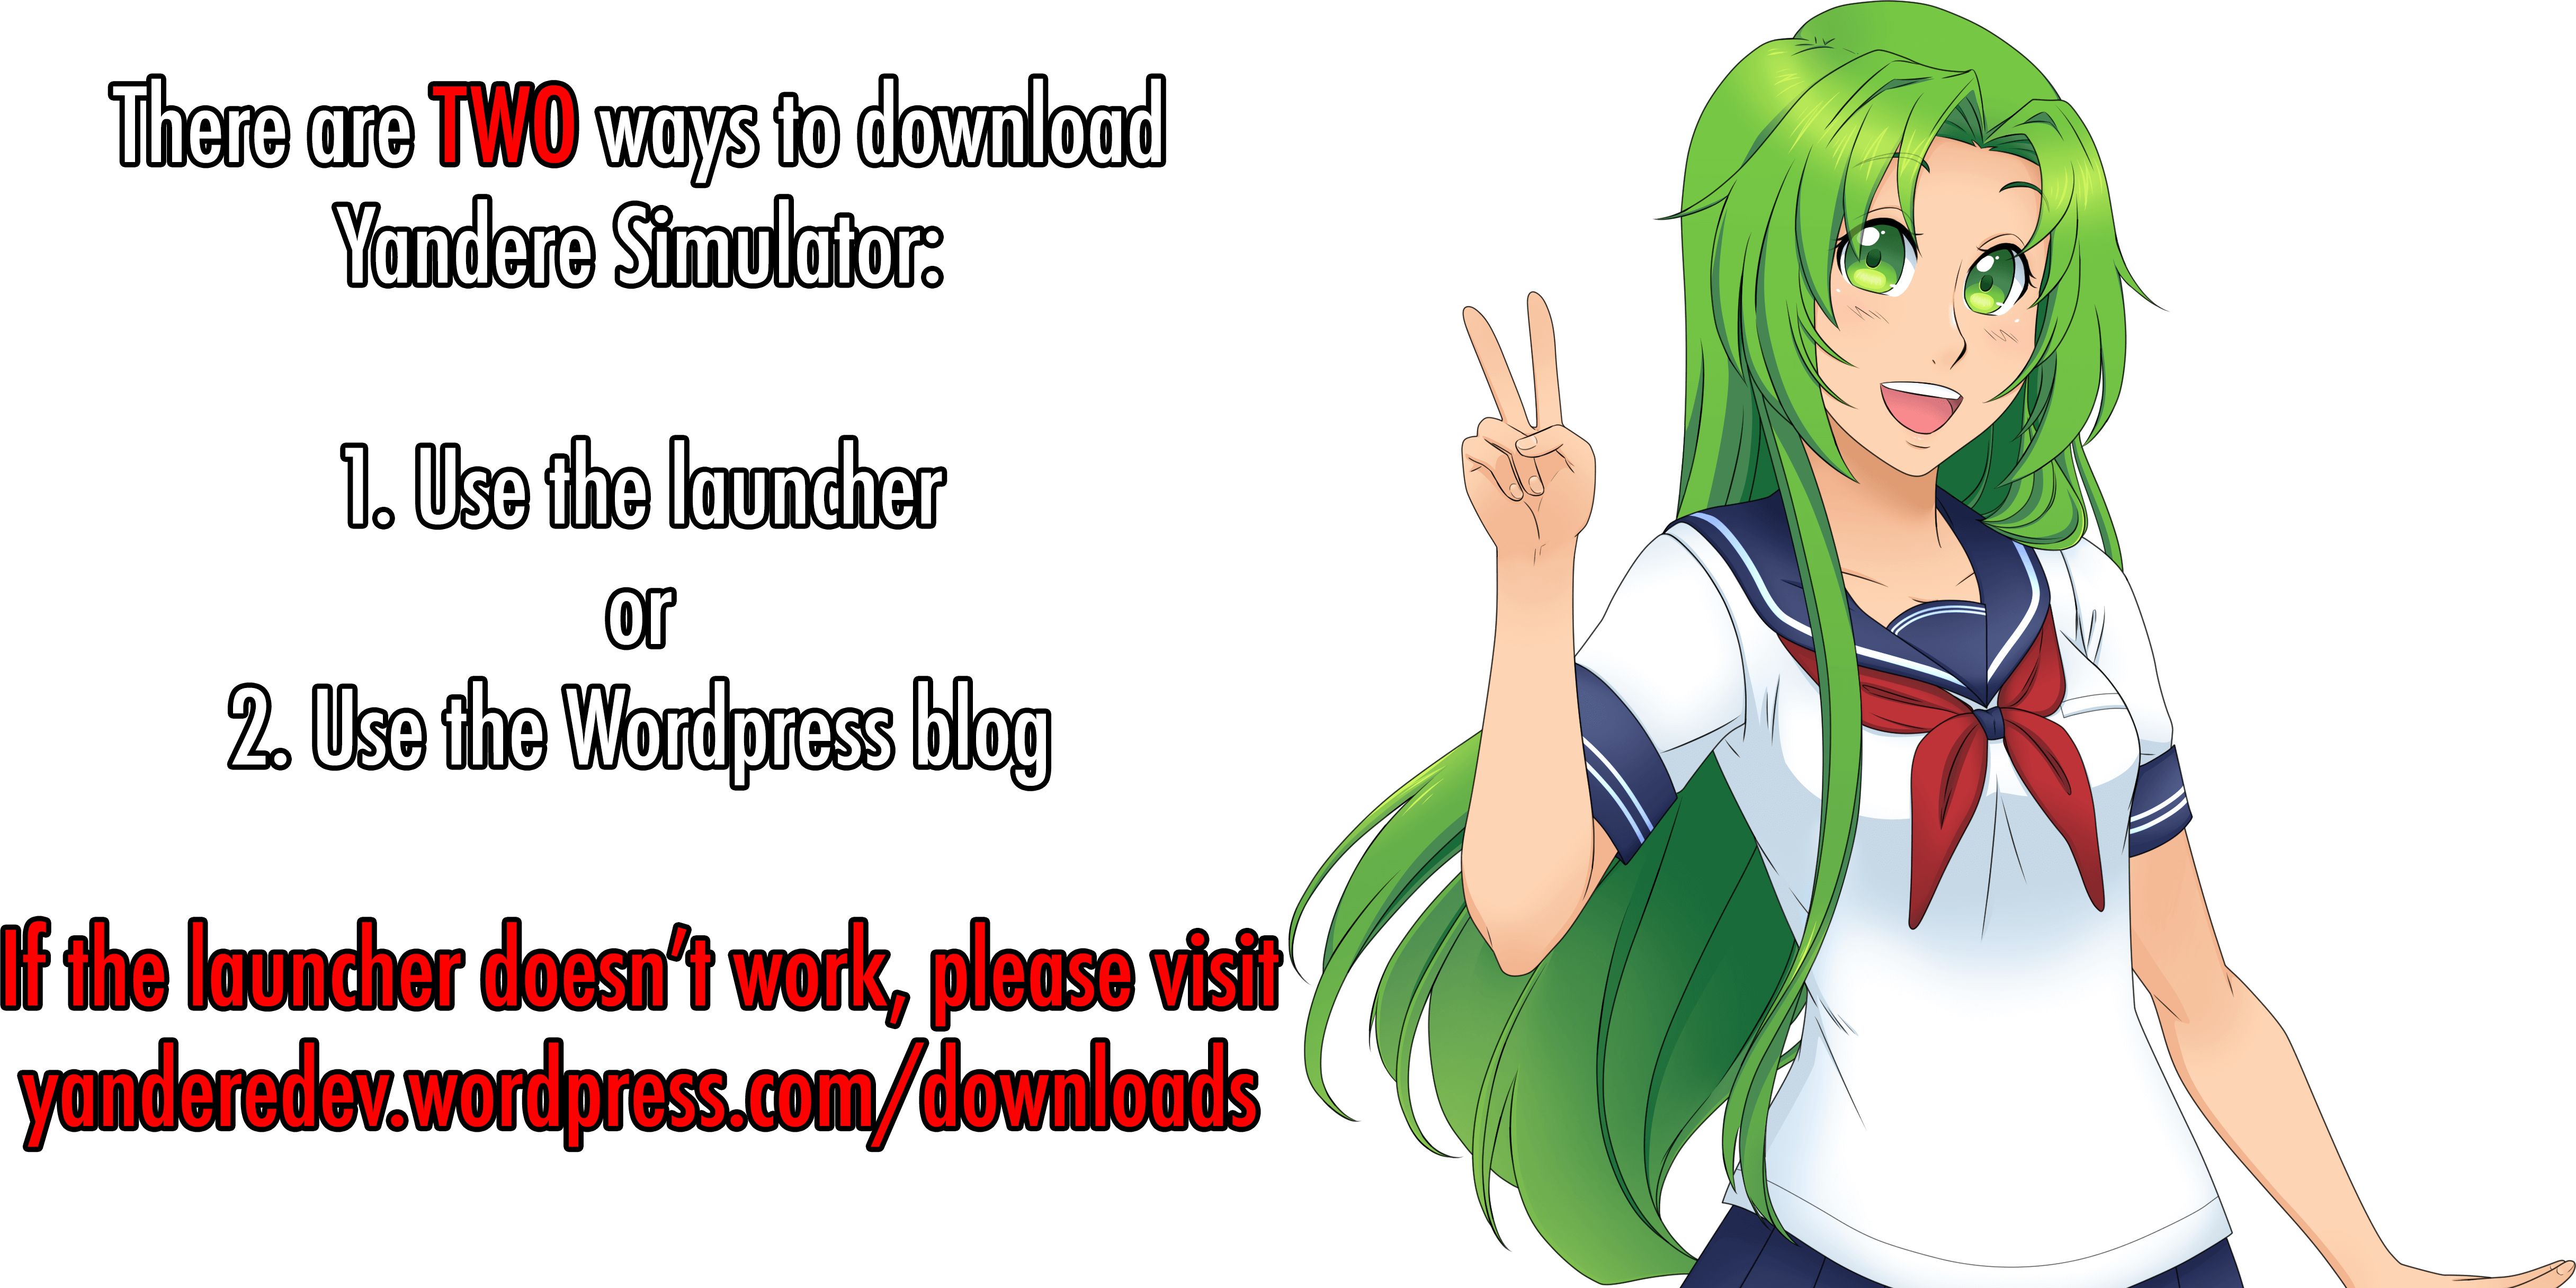 There are TWO ways to download
Yandere Simulator:
1. Use the launcher
or
2. Use the Wordpress blog
If the launcher doesn't work, please visit
yanderedev.wordpress.com/downloads